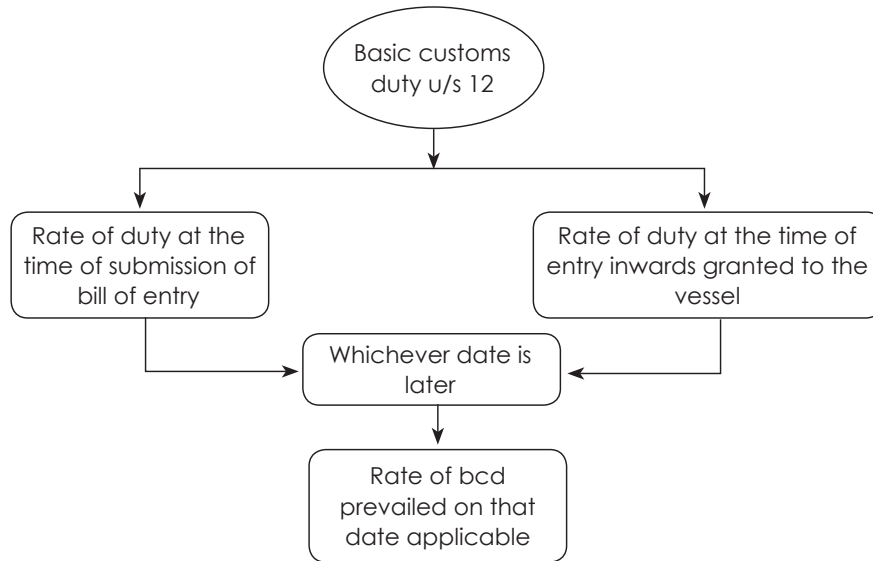 Basic customs
duty u/s 12
Rate of duty at the
time of submission of
bill of entry
Rate of duty at the time of
entry inwards granted to the
vessel
Whichever date is
later
Rate of bcd
prevailed on that
date applicable